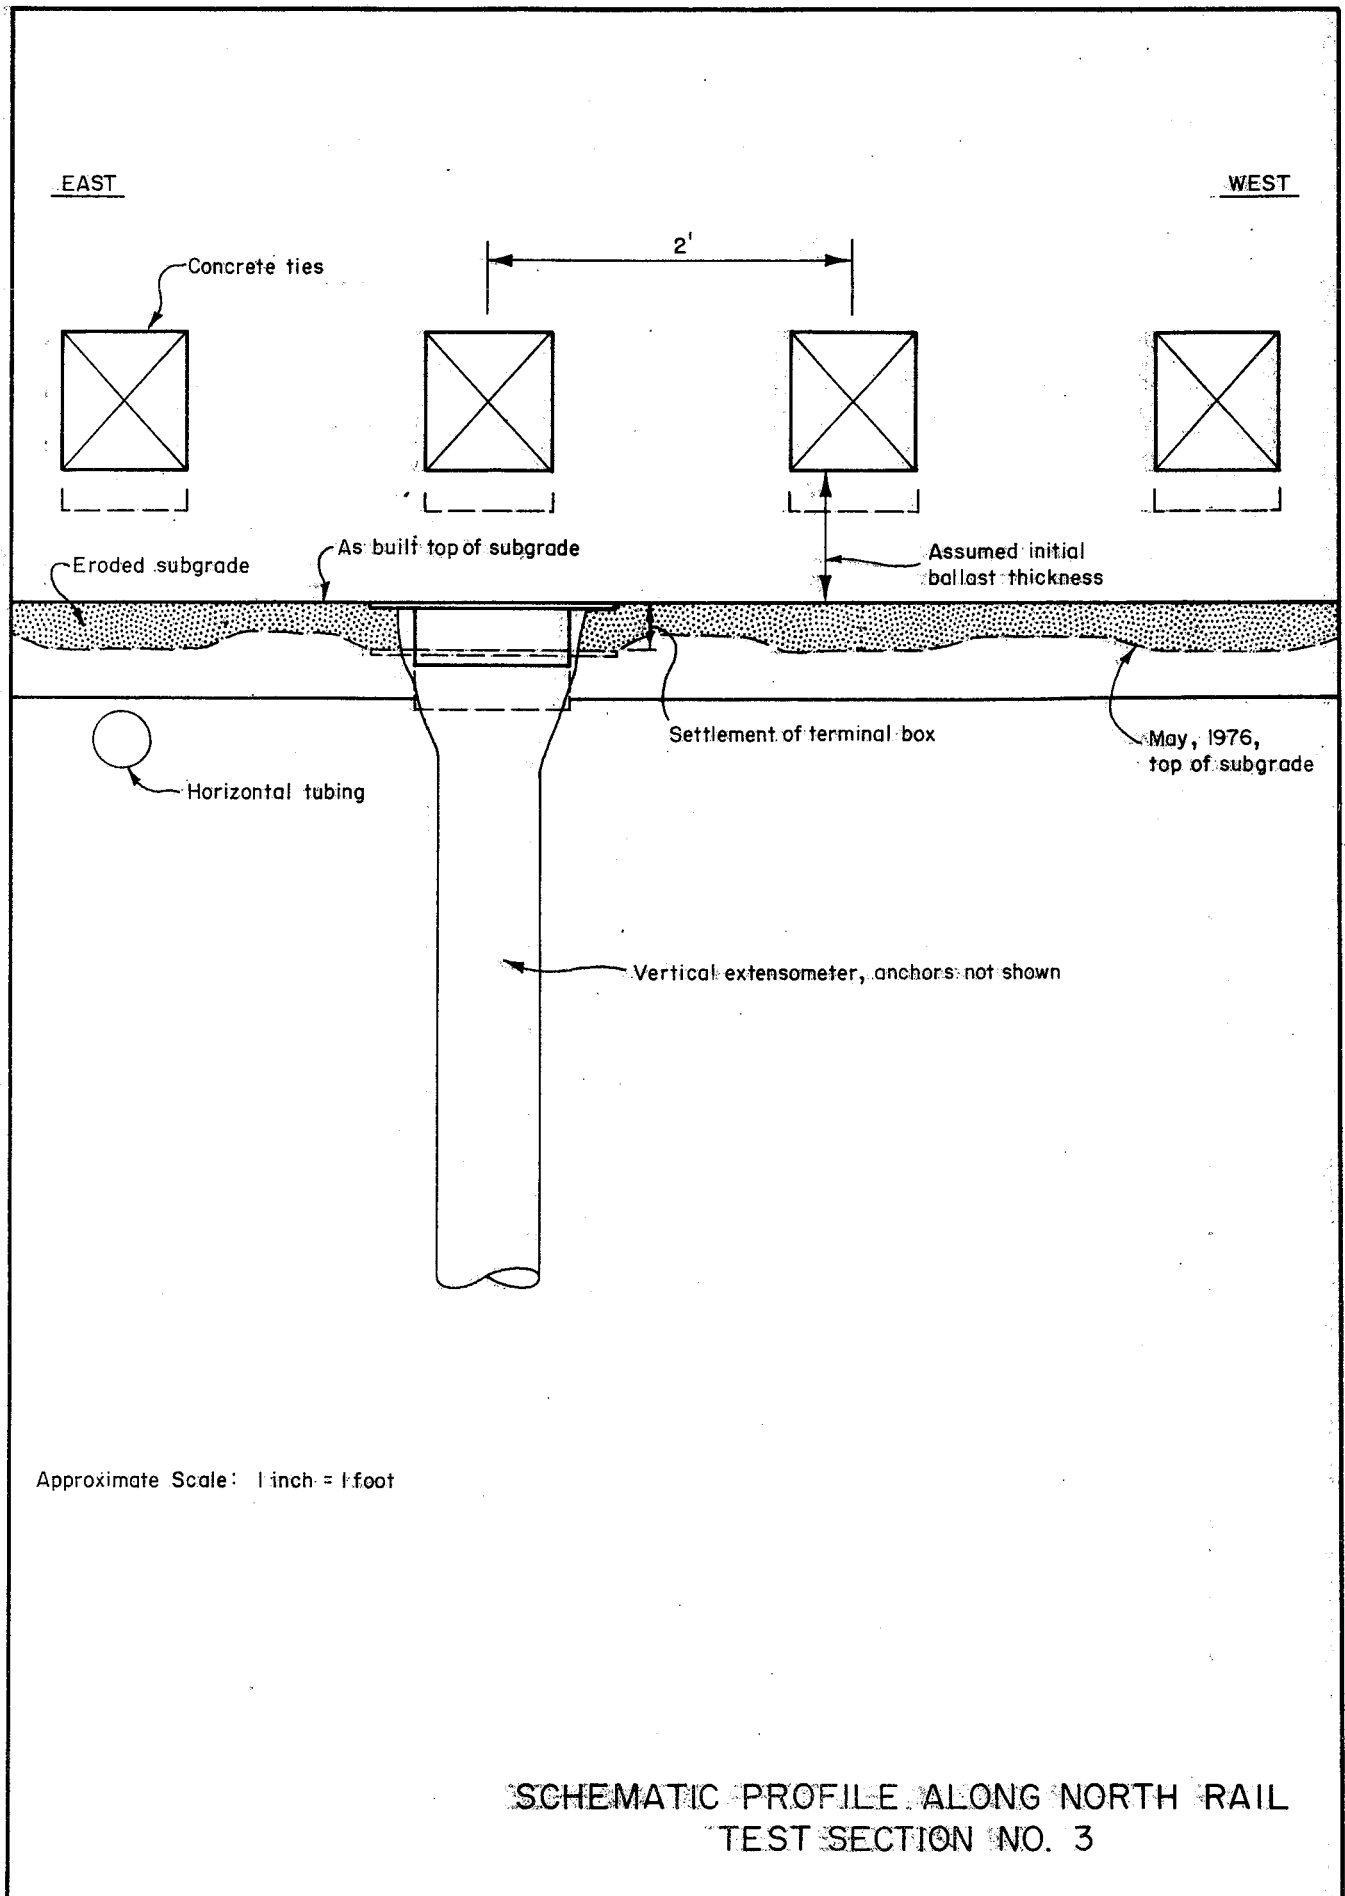 EAST
WEST
2'
Concrete ties
As built top of subgrade
Eroded subgrade
Assumed initial
ballast thickness
Settlement of terminal box
May, 1976,
top of subgrade
Horizontal tubing
Vertical extensometer, anchors not shown
Approximate Scale: 1 inch = 1 foot
SCHEMATIC PROFILE ALONG NORTH RAIL
TEST SECTION NO. 3